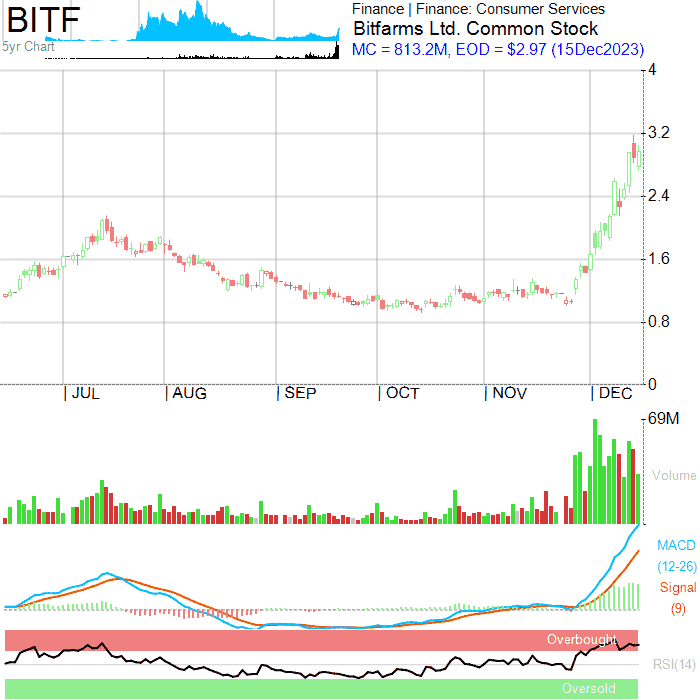 BITF
5yr Chart
Finance | Finance: Consumer Services
Bitfarms Ltd. Common Stock
MC = 813.2M, EOD = $2.97 (15Dec2023)
4
3.2
2.4
1.6
0.8
0
| JUL | AUG | SEP | OCT | NOV | DEC
69M
Volume
MACD
(12-26)
Signal
(9)
Overbought
RSI(14)
Oversold